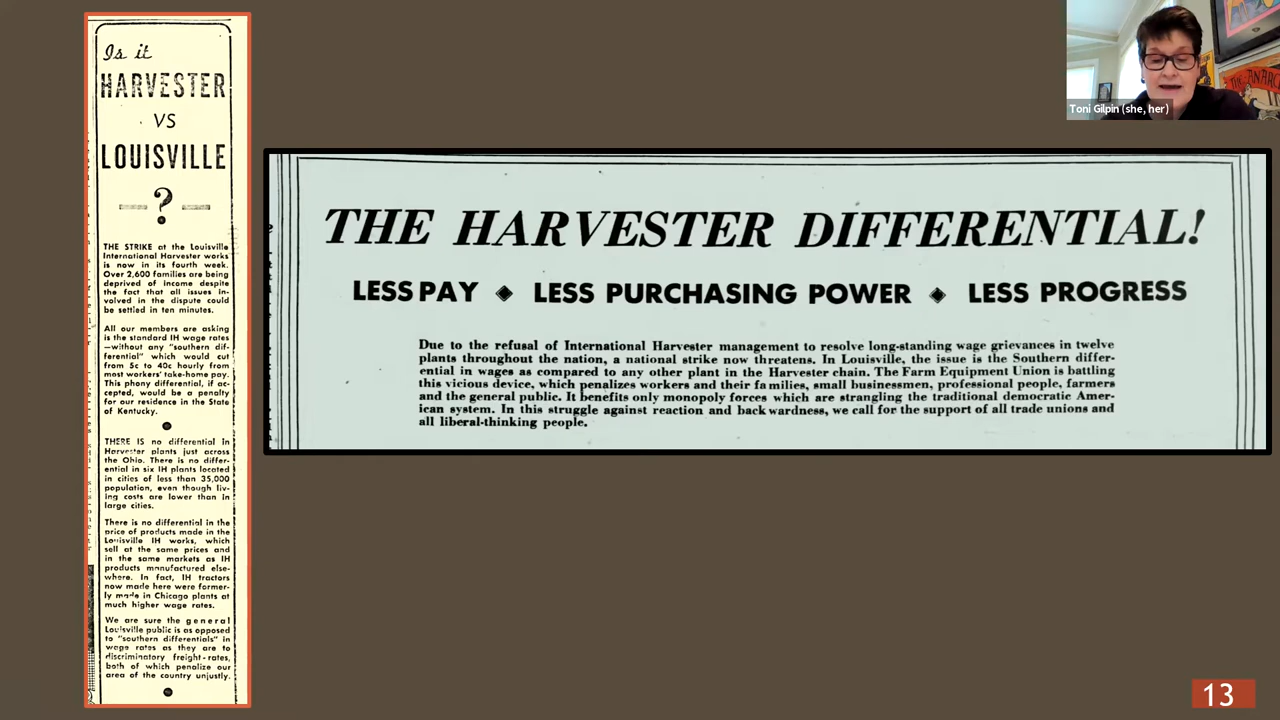 Is it
HARVESTER
VS
LOUISVILLE
?
THE STRIKE at the Louisville
International Harvester works
is now in its fourth week.
Over 2,600 families are being
deprived of income despite
the fact that all issues in-
volved in the dispute could
be settled in ten minutes.
All our members are asking
is the standard IH wage rates
—without any "southern dif-
ferential" which would cut
from 5c to 40c hourly from
most workers' take-home pay.
This phony differential, if ac-
cepted, would be a penalty
for our residence in the State
of Kentucky.
THERE IS no differential in
Harvester plants just across
the Ohio. There is no differ-
ential in six IH plants located
in cities of less than 35,000
population, even though liv-
ing costs are lower than in
large cities.
There is no differential in the
price of products made in the
Louisville IH works, which
sell at the same prices and
in the same markets as IH
products manufactured else-
where. In fact, IH tractors
now made here were former-
ly made in Chicago plants at
much higher wage rates.
We are sure the general
Louisville public is as opposed
to "southern differentials" in
wage rates as they are to
discriminatory freight-rates,
both of which penalize our
area of the country unjustly.
THE HARVESTER DIFFERENTIAL!
LESS PAY ◈ LESS PURCHASING POWER ◈ LESS PROGRESS
Due to the refusal of International Harvester management to resolve long-standing wage grievances in twelve
plants throughout the nation, a national strike now threatens. In Louisville, the issue is the Southern differ-
ential in wages as compared to any other plant in the Harvester chain. The Farm Equipment Union is battling
this vicious device, which penalizes workers and their families, small businessmen, professional people, farmers
and the general public. It benefits only monopoly forces which are strangling the traditional democratic Amer-
ican system. In this struggle against reaction and backwardness, we call for the support of all trade unions and
all liberal-thinking people.
THE ANARC
Toni Gilpin (she, her)
13